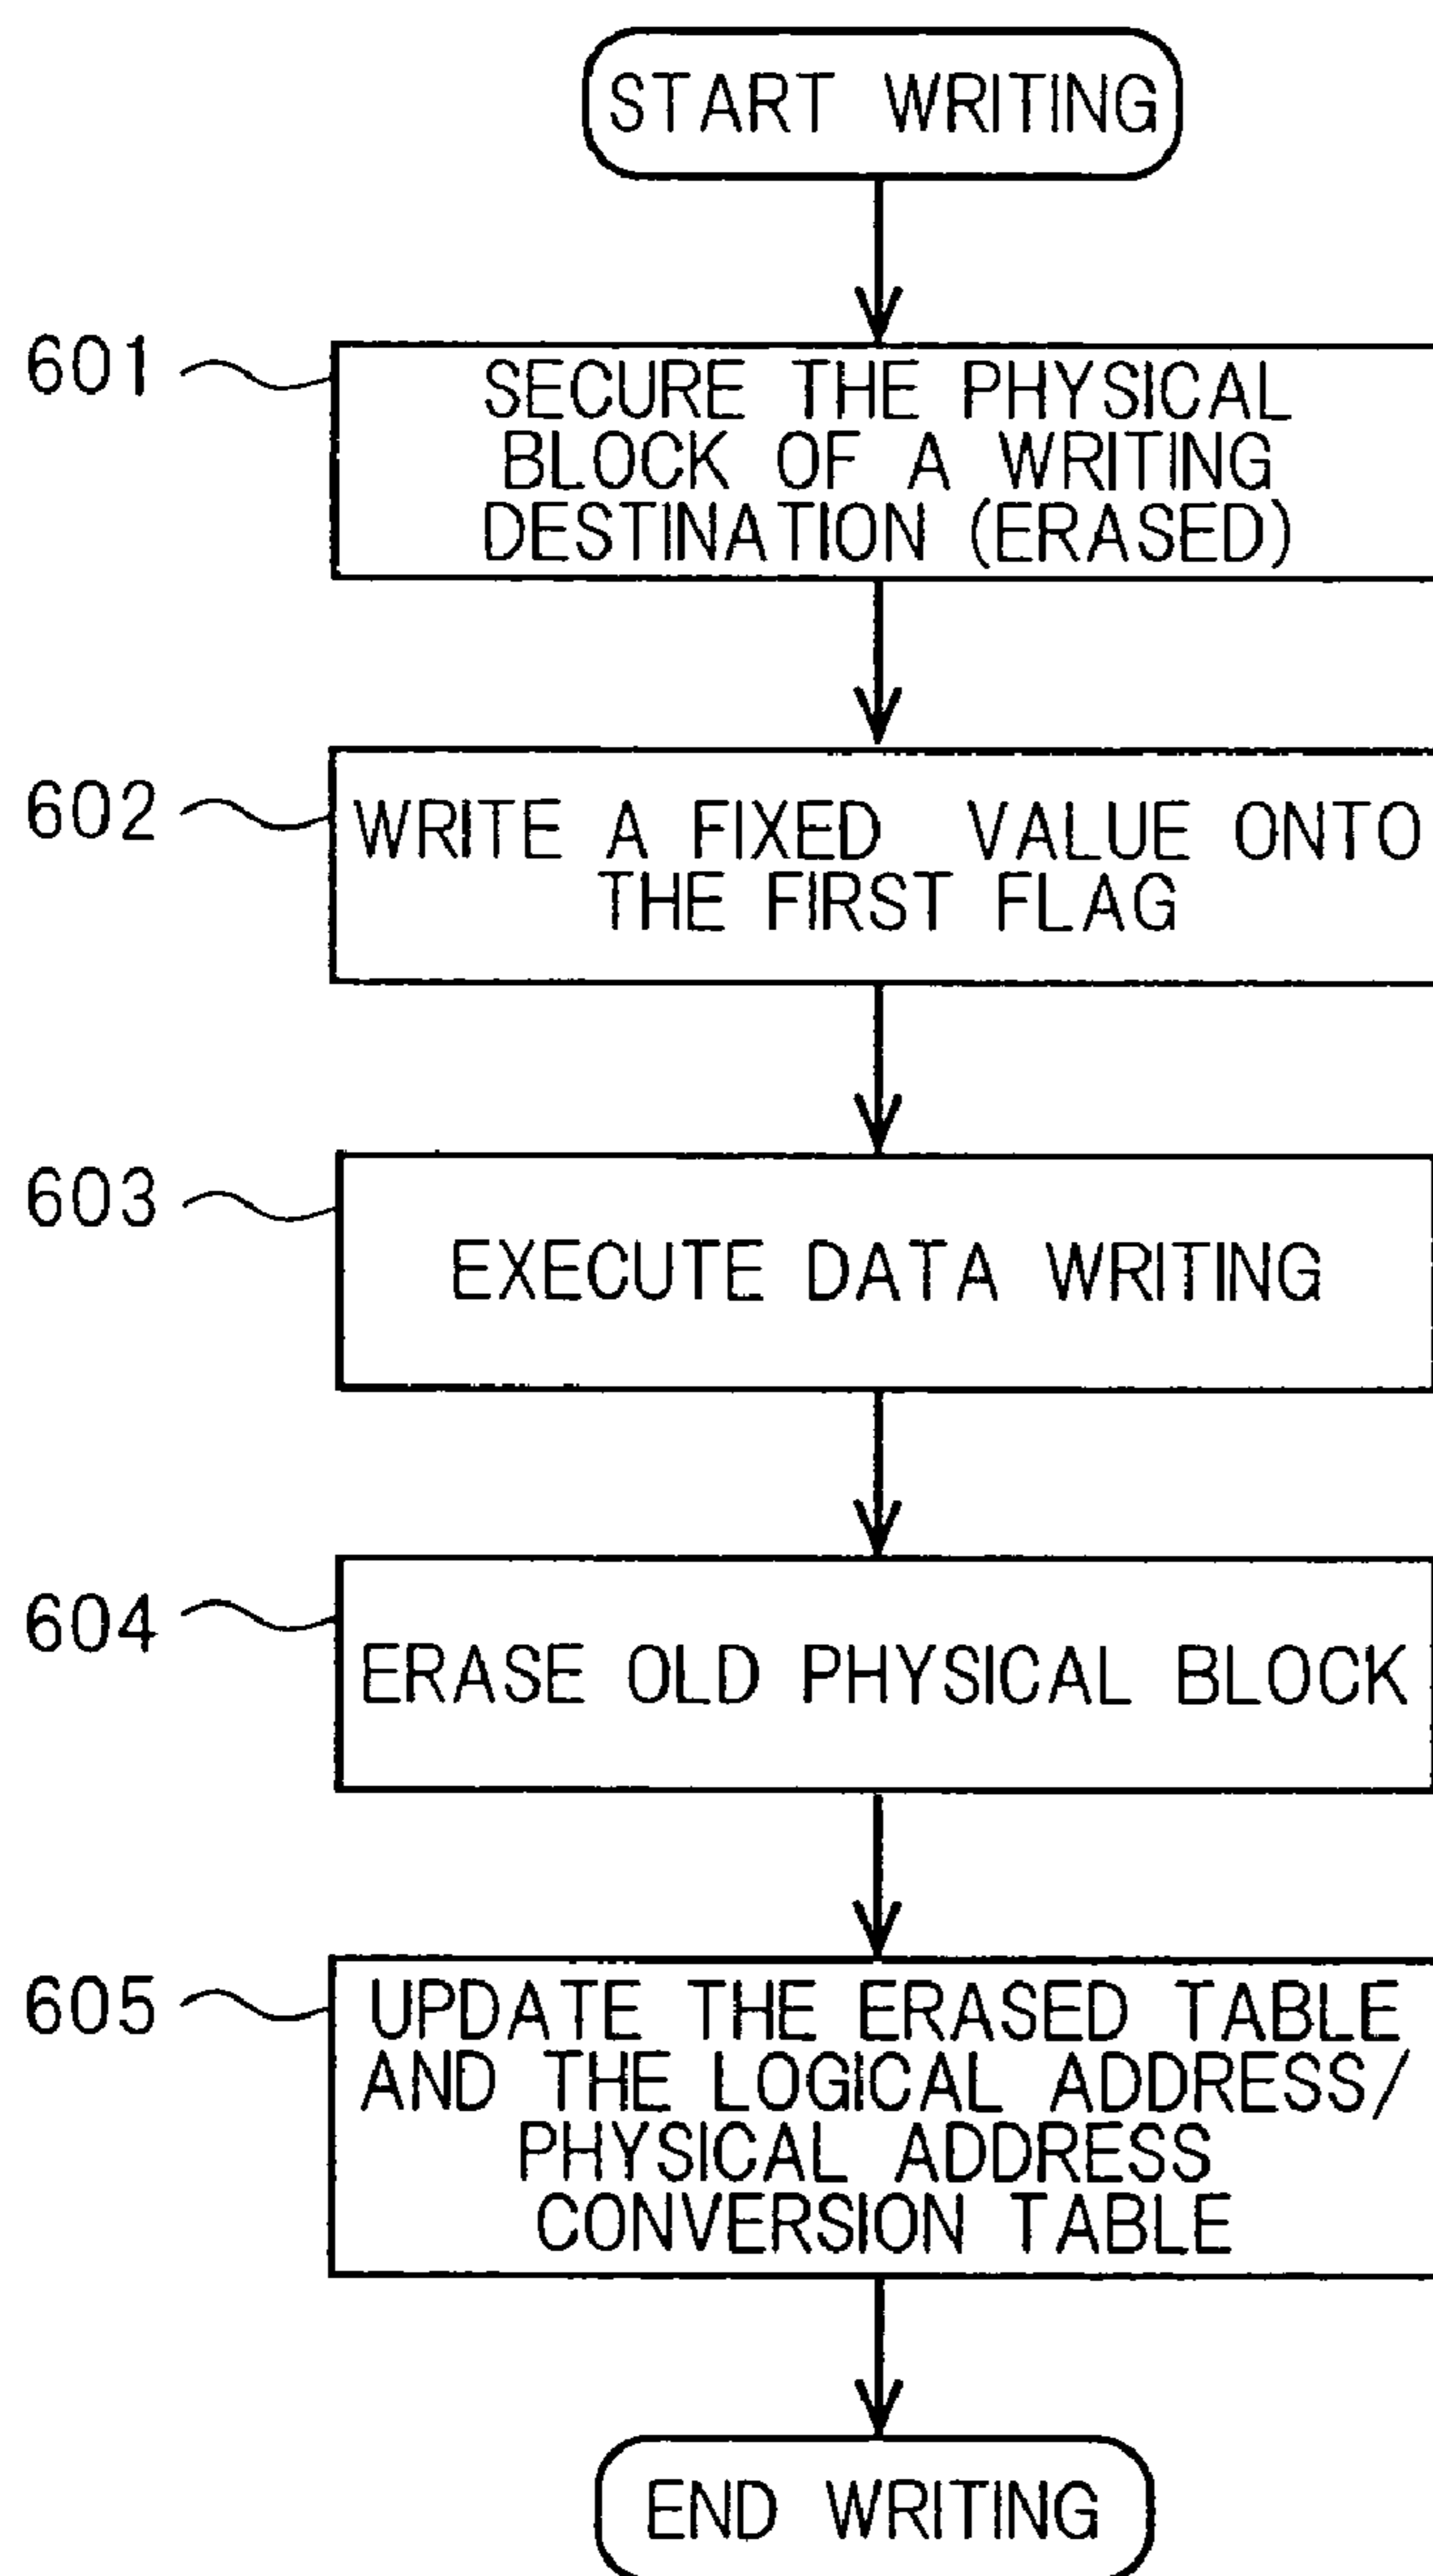 START WRITING
601
SECURE THE PHYSICAL
BLOCK OF A WRITING
DESTINATION (ERASED)
602
WRITE A FIXED VALUE ONTO
THE FIRST FLAG
603
EXECUTE DATA WRITING
604
ERASE OLD PHYSICAL BLOCK
605
UPDATE THE ERASED TABLE
AND THE LOGICAL ADDRESS/
PHYSICAL ADDRESS
CONVERSION TABLE
END WRITING